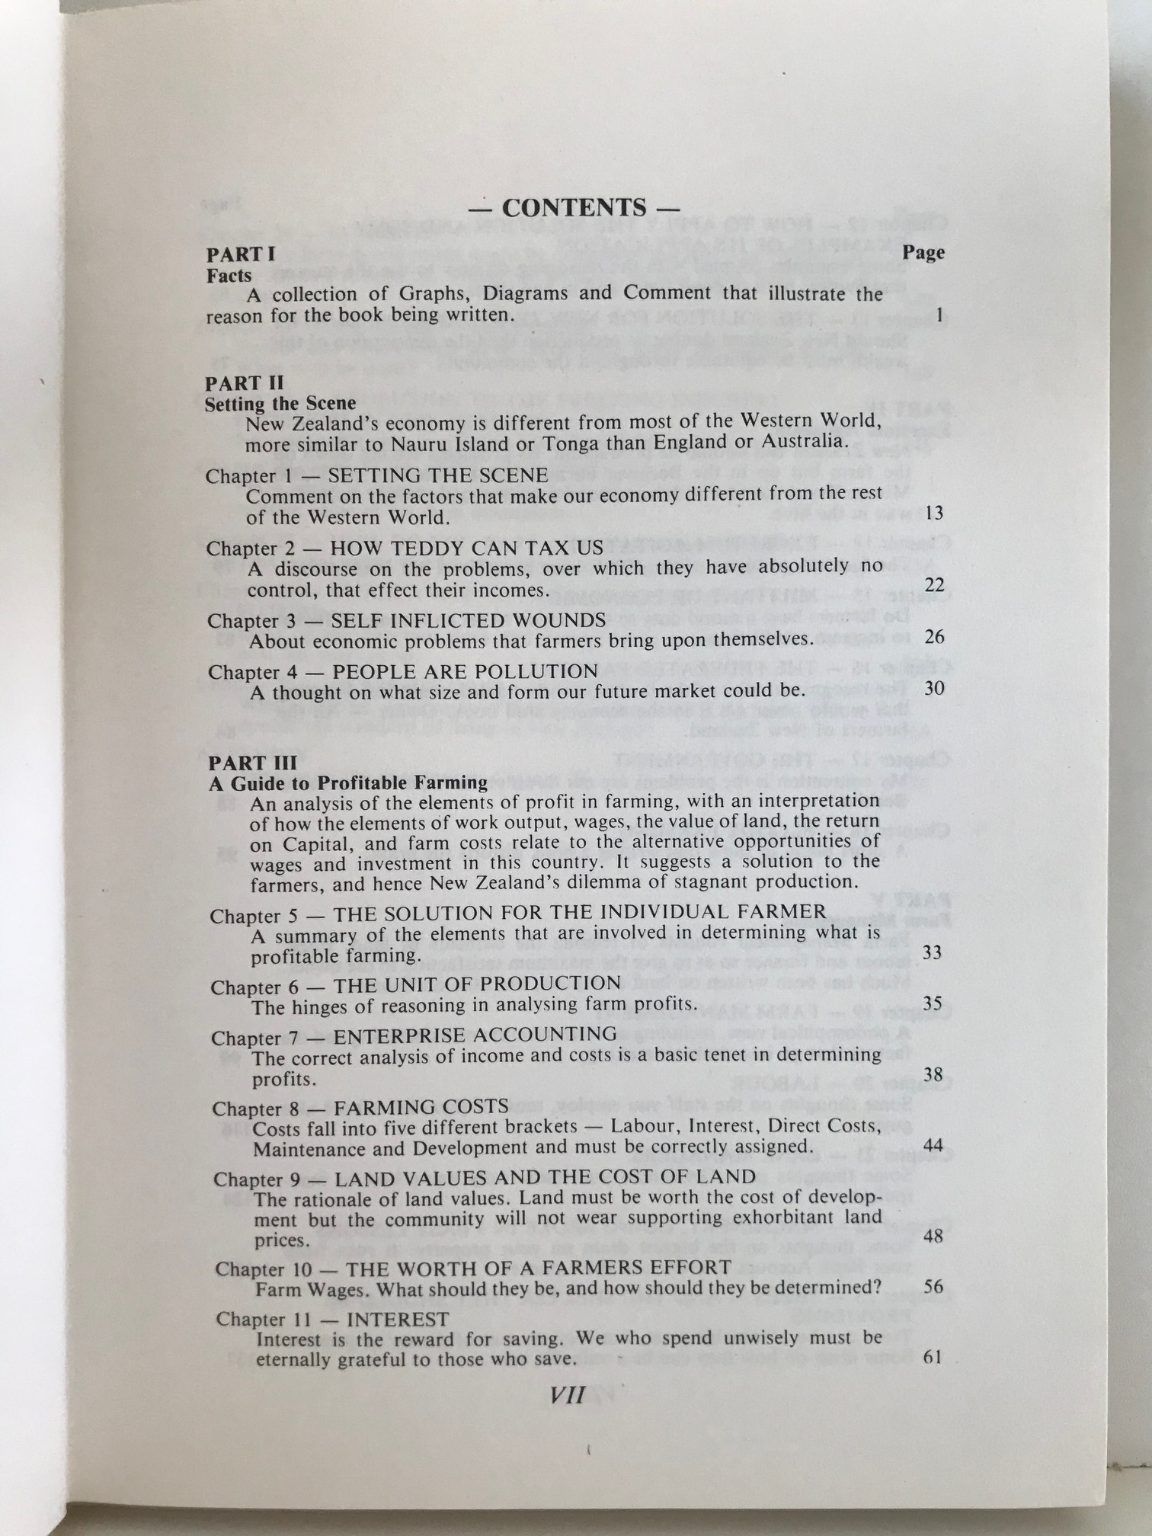 — CONTENTS —
PART I Page
Facts
A collection of Graphs, Diagrams and Comment that illustrate the
reason for the book being written. 1
PART II
Setting the Scene
New Zealand's economy is different from most of the Western World,
more similar to Nauru Island or Tonga than England or Australia.
Chapter 1 — SETTING THE SCENE
Comment on the factors that make our economy different from the rest
of the Western World. 13
Chapter 2 — HOW TEDDY CAN TAX US
A discourse on the problems, over which they have absolutely no
control, that effect their incomes. 22
Chapter 3 — SELF INFLICTED WOUNDS
About economic problems that farmers bring upon themselves. 26
Chapter 4 — PEOPLE ARE POLLUTION
A thought on what size and form our future market could be. 30
PART III
A Guide to Profitable Farming
An analysis of the elements of profit in farming, with an interpretation
of how the elements of work output, wages, the value of land, the return
on Capital, and farm costs relate to the alternative opportunities of
wages and investment in this country. It suggests a solution to the
farmers, and hence New Zealand's dilemma of stagnant production.
Chapter 5 — THE SOLUTION FOR THE INDIVIDUAL FARMER
A summary of the elements that are involved in determining what is
profitable farming. 33
Chapter 6 — THE UNIT OF PRODUCTION
The hinges of reasoning in analysing farm profits. 35
Chapter 7 — ENTERPRISE ACCOUNTING
The correct analysis of income and costs is a basic tenet in determining
profits. 38
Chapter 8 — FARMING COSTS
Costs fall into five different brackets — Labour, Interest, Direct Costs,
Maintenance and Development and must be correctly assigned. 44
Chapter 9 — LAND VALUES AND THE COST OF LAND
The rationale of land values. Land must be worth the cost of develop-
ment but the community will not wear supporting exhorbitant land
prices. 48
Chapter 10 — THE WORTH OF A FARMERS EFFORT
Farm Wages. What should they be, and how should they be determined? 56
Chapter 11 — INTEREST
Interest is the reward for saving. We who spend unwisely must be
eternally grateful to those who save. 61
VII